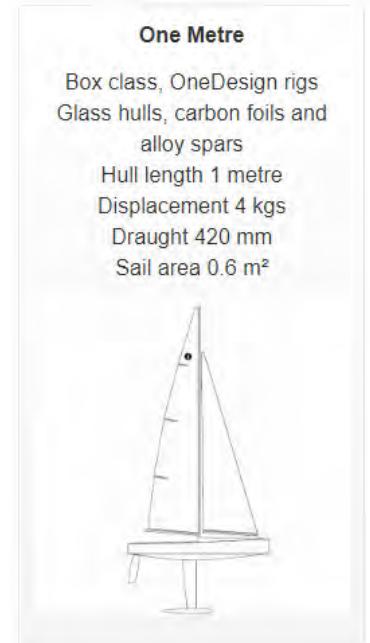 One Metre
Box class, OneDesign rigs
Glass hulls, carbon foils and
alloy spars
Hull length 1 metre
Displacement 4 kgs
Draught 420 mm
Sail area 0.6 m²